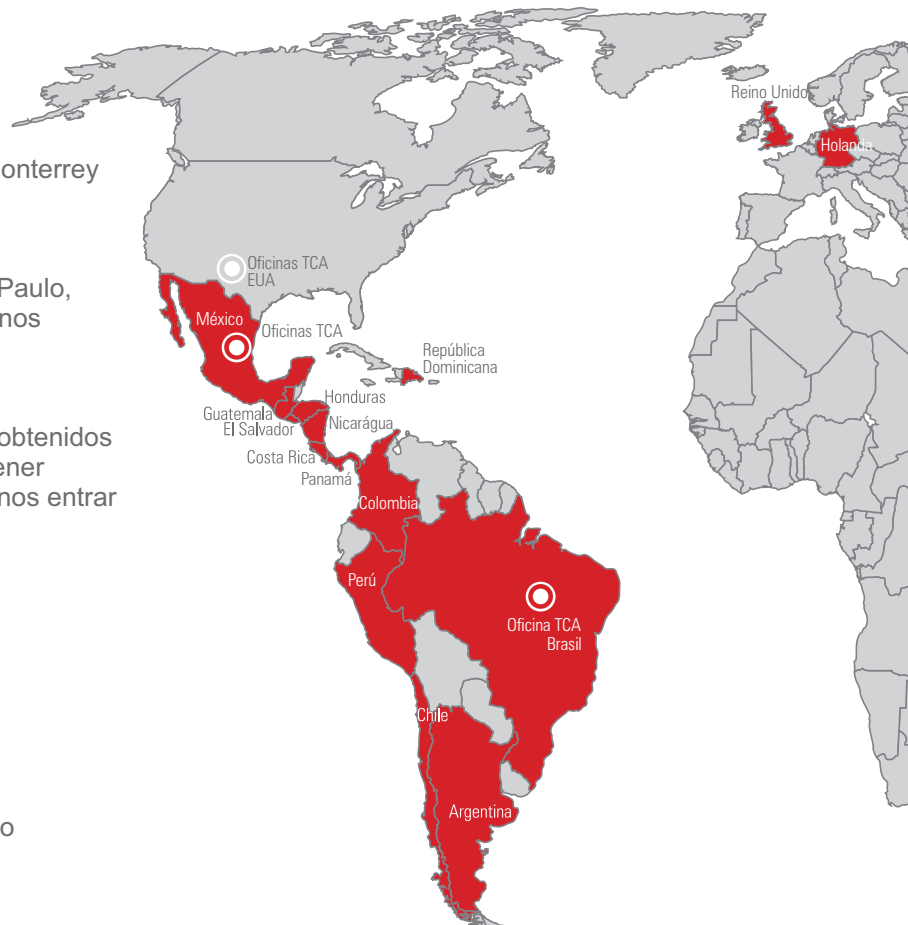 onterrey
Paulo,
nos
obtenidos
ener
nos entrar
o
Reino Unido
Holanda
Oficinas TCA
EUA
México
Oficinas TCA
República
Dominicana
Honduras
Guatemala
El Salvador
Nicarágua
Costa Rica
Panamá
Colombia
Perú
Oficina TCA
Brasil
Chile
Argentina